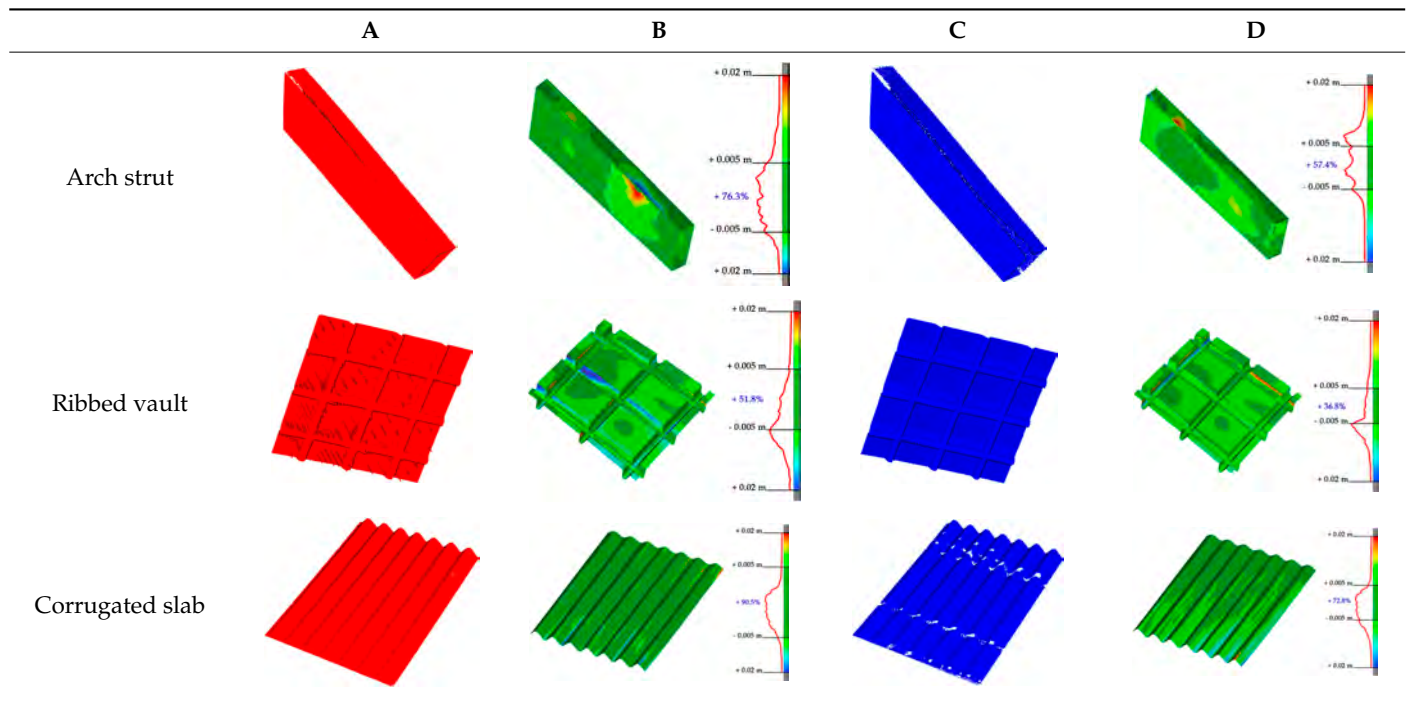 A B C D
Arch strut
+ 0.02 m
+ 0.005 m
+ 76.3%
- 0.005 m
+ 0.02 m
+ 0.02 m
+ 0.005 m
+ 57.4%
- 0.005 m
+ 0.02 m
Ribbed vault
+ 0.02 m
+ 0.005 m
+ 51.8%
- 0.005 m
+ 0.02 m
+ 0.02 m
+ 0.005 m
- 0.005 m
+ 0.02 m
Corrugated slab
+ 0.02 m
+ 0.005 m
+ 90.5%
- 0.005 m
+ 0.02 m
+ 0.02 m
+ 0.005 m
+ 72.8%
- 0.005 m
+ 0.02 m